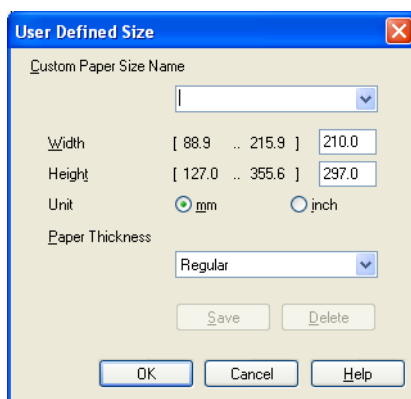 User Defined Size
Custom Paper Size Name
Width [ 88.9 .. 215.9 ] 210.0
Height [ 127.0 .. 355.6 ] 297.0
Unit mm inch
Paper Thickness
Regular
Save Delete
OK Cancel Help